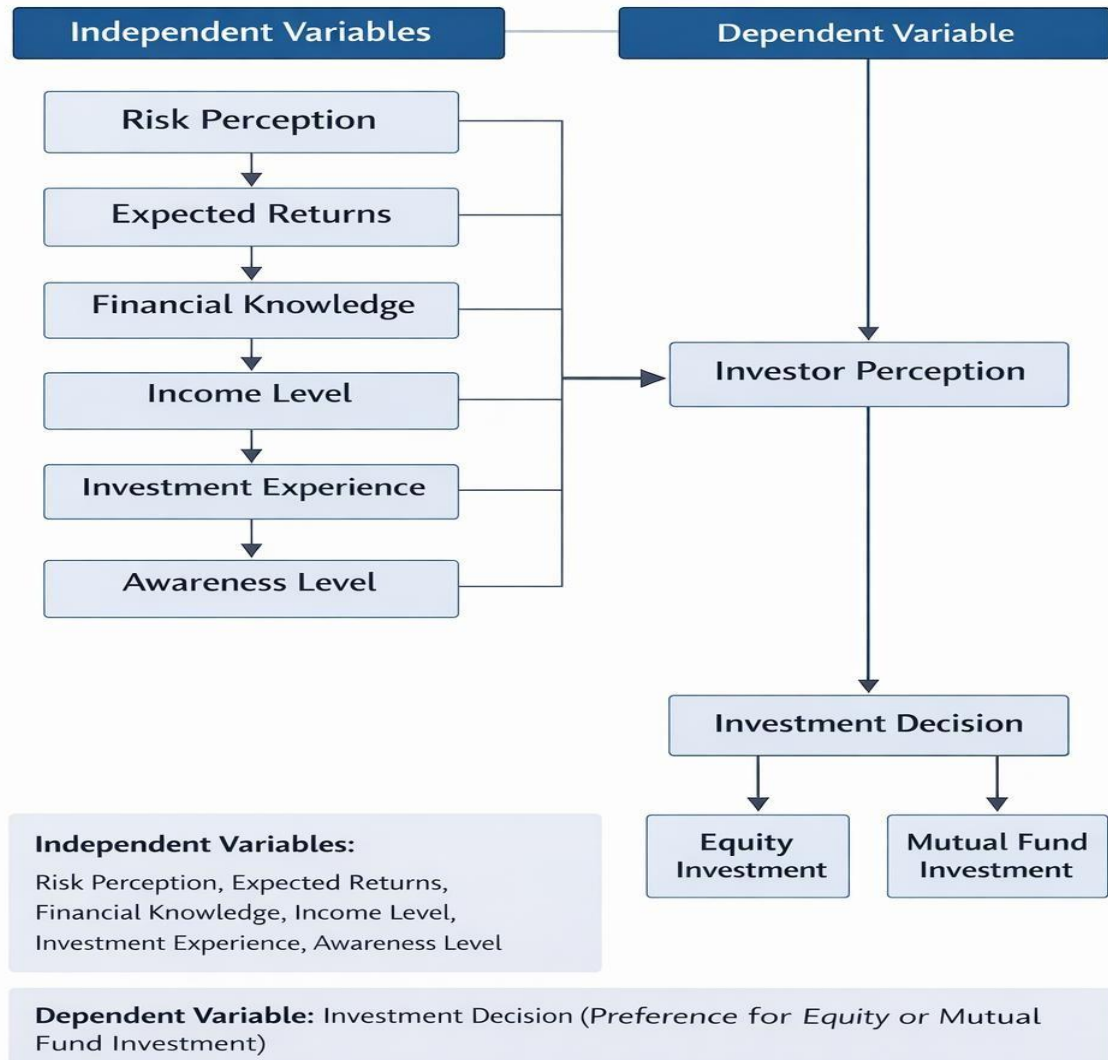 Independent Variables
Dependent Variable
Risk Perception
Expected Returns
Financial Knowledge
Income Level
Investment Experience
Awareness Level
Investor Perception
Investment Decision
Equity
Investment
Mutual Fund
Investment
Independent Variables:
Risk Perception, Expected Returns,
Financial Knowledge, Income Level,
Investment Experience, Awareness Level
Dependent Variable: Investment Decision (Preference for Equity or Mutual
Fund Investment)